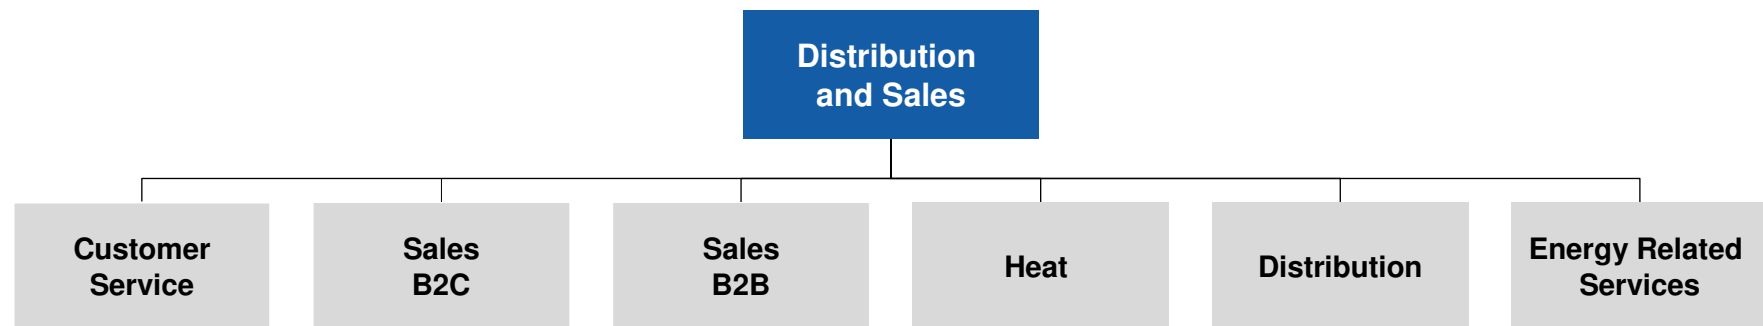 Distribution
and Sales
Customer
Service
Sales
B2C
Sales
B2B
Heat
Distribution
Energy Related
Services